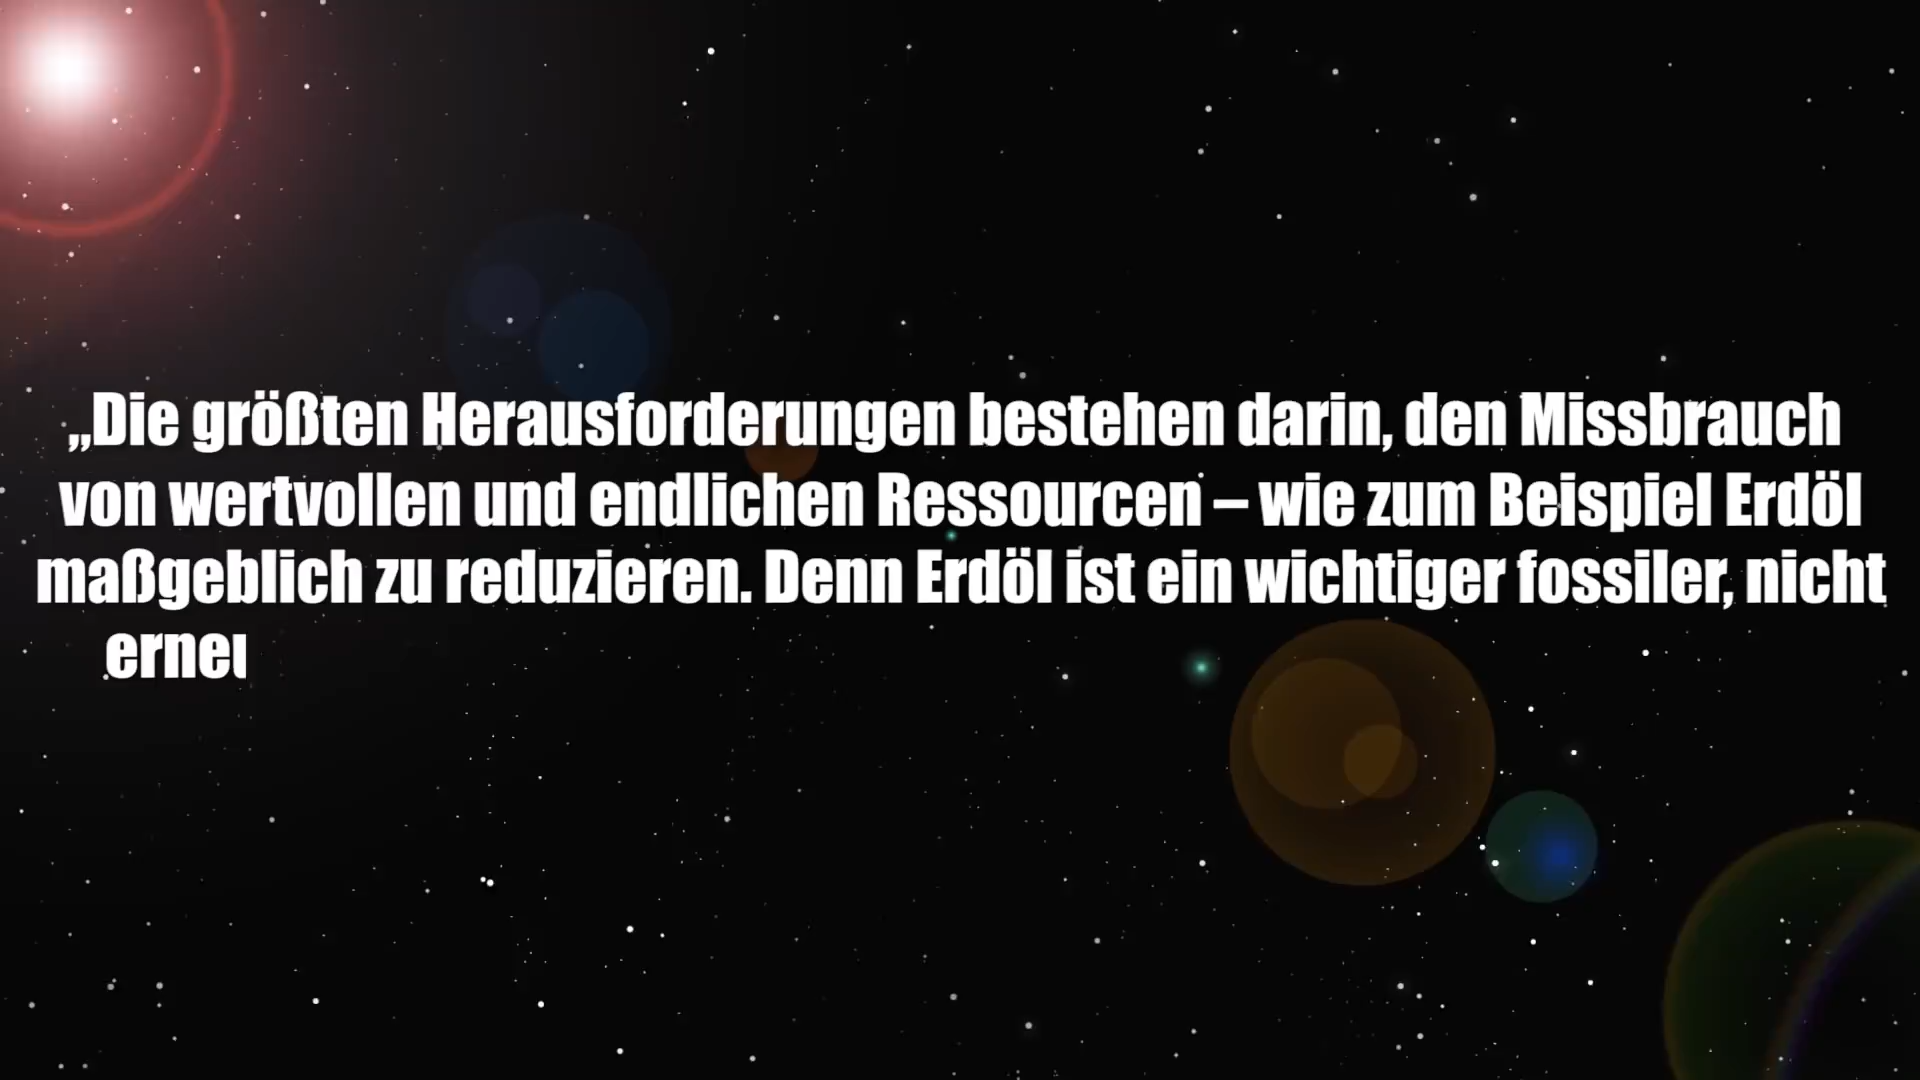 „Die größten Herausforderungen bestehen darin, den Missbrauch
von wertvollen und endlichen Ressourcen – wie zum Beispiel Erdöl
maßgeblich zu reduzieren. Denn Erdöl ist ein wichtiger fossiler, nicht